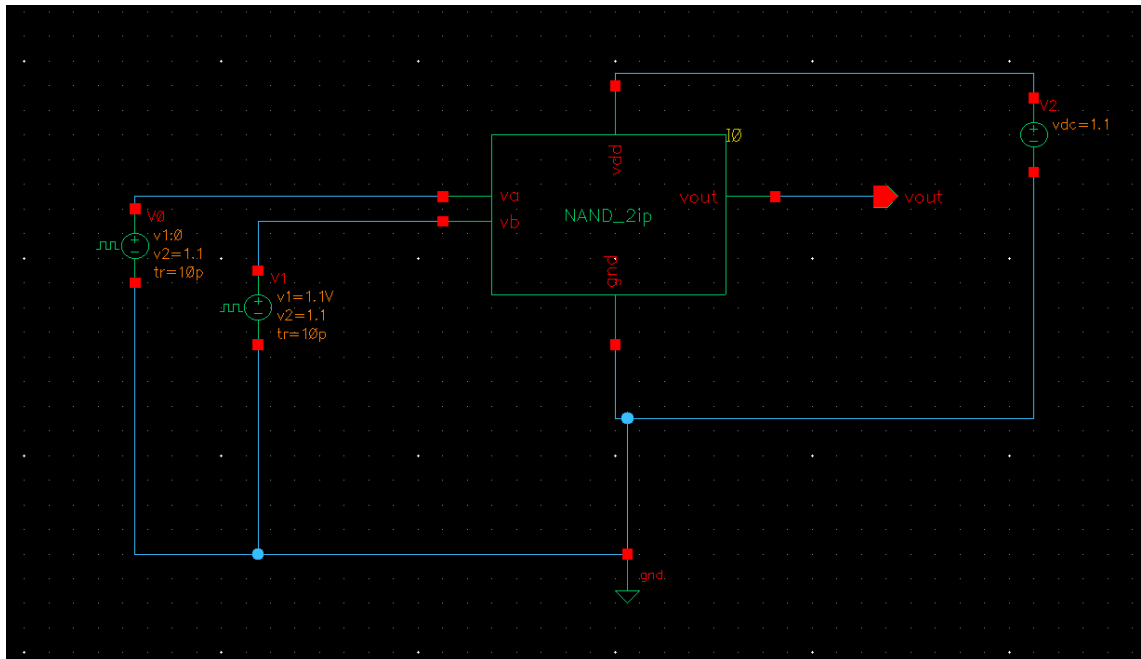 V2
vdc=1.1
I0
vdd
va
vb
vout
NAND_2ip
gnd
vout
V0
v1:0
v2=1.1
tr=10p
V1
v1=1.1V
v2=1.1
tr=10p
gnd